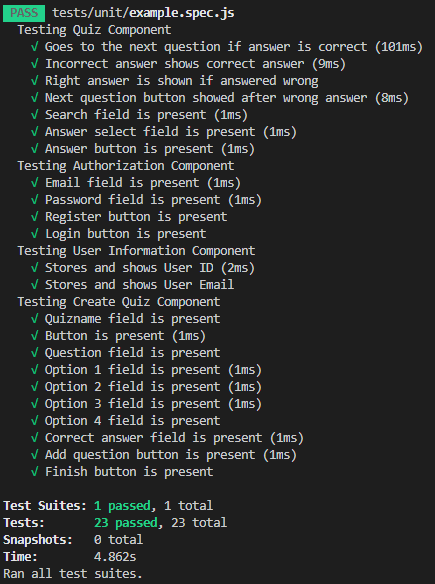 PASS tests/unit/example.spec.js
Testing Quiz Component
√ Goes to the next question if answer is correct (101ms)
√ Incorrect answer shows correct answer (9ms)
√ Right answer is shown if answered wrong
√ Next question button showed after wrong answer (8ms)
√ Search field is present (1ms)
√ Answer select field is present (1ms)
√ Answer button is present (1ms)
Testing Authorization Component
√ Email field is present (1ms)
√ Password field is present (1ms)
√ Register button is present
√ Login button is present
Testing User Information Component
√ Stores and shows User ID (2ms)
√ Stores and shows User Email
Testing Create Quiz Component
√ Quizname field is present
√ Button is present (1ms)
√ Question field is present
√ Option 1 field is present (1ms)
√ Option 2 field is present (1ms)
√ Option 3 field is present (1ms)
√ Option 4 field is present
√ Correct answer field is present (1ms)
√ Add question button is present (1ms)
√ Finish button is present
Test Suites: 1 passed, 1 total
Tests: 23 passed, 23 total
Snapshots: 0 total
Time: 4.862s
Ran all test suites.